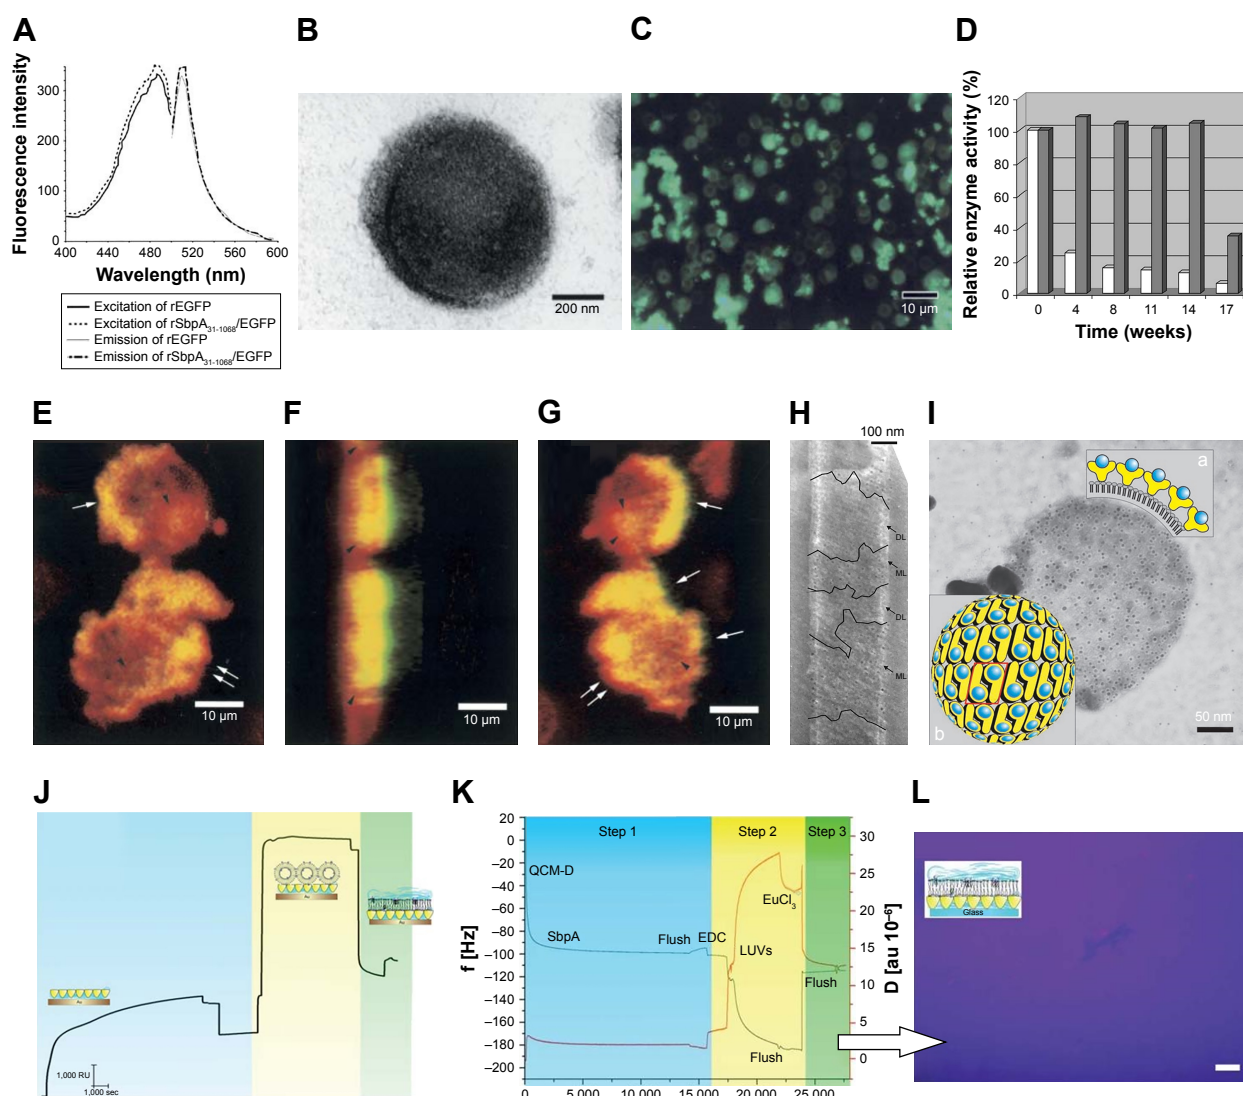 A
B
C
D
Fluorescence intensity
300
200
100
0
400 440 480 520 560 600
Wavelength (nm)
Excitation of rEGFP
Excitation of rSbpA31-1068/EGFP
Emission of rEGFP
Emission of rSbpA31-1068/EGFP
200 nm
10 µm
Relative enzyme activity (%)
120
100
80
60
40
20
0
0 4 8 11 14 17
Time (weeks)
E
F
G
H
I
10 µm
10 µm
10 µm
100 nm
DL
ML
DL
ML
a
b
50 nm
J
K
L
Au
Au
Au
1,000 RU
1,000 sec
f [Hz]
20
0
–20
–40
–60
–80
–100
–120
–140
–160
–180
–200
Step 1 Step 2 Step 3
QCM-D
SbpA
Flush
EDC
LUVs
EuCl3
Flush
Flush
30
25
20
15
10
5
0
D [au 10–6]
0 5,000 10,000 15,000 20,000 25,000
Glass